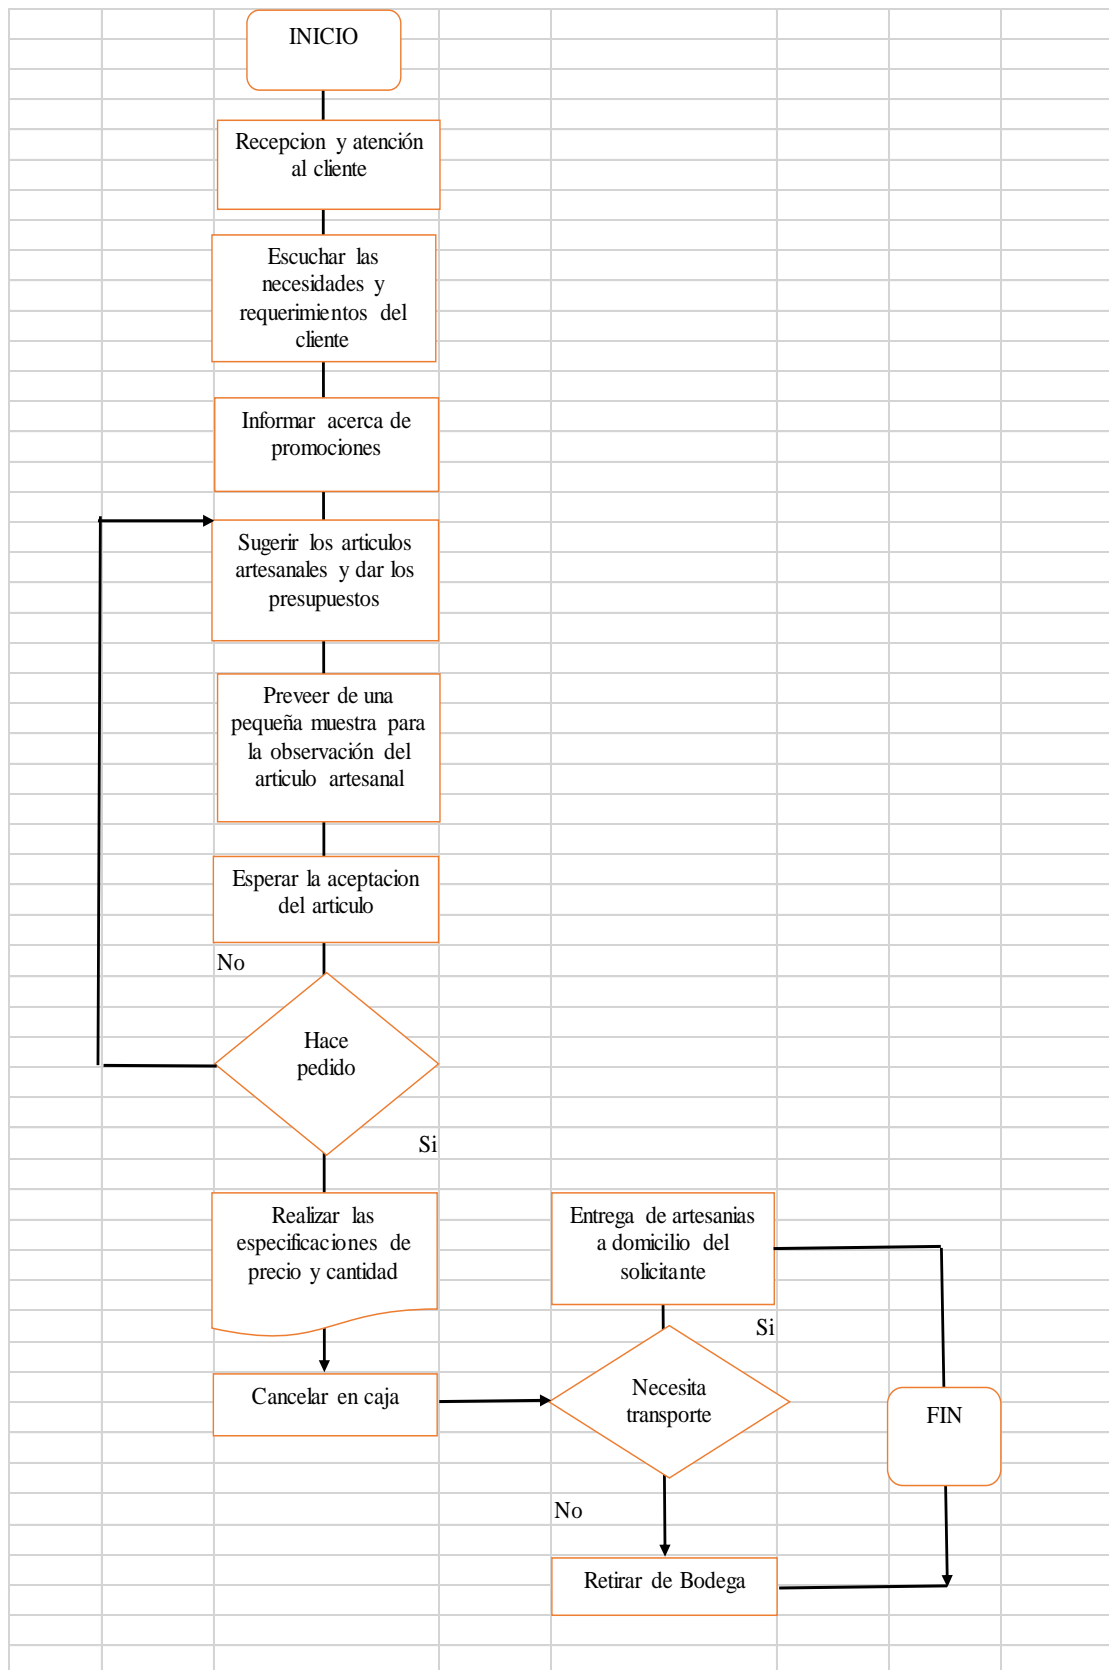 INICIO
Recepcion y atención
al cliente
Escuchar las
necesidades y
requerimientos del
cliente
Informar acerca de
promociones
Sugerir los articulos
artesanales y dar los
presupuestos
Preveer de una
pequeña muestra para
la observación del
articulo artesanal
Esperar la aceptacion
del articulo
No
Hace
pedido
Si
Realizar las
especificaciones de
precio y cantidad
Cancelar en caja
Entrega de artesanias
a domicilio del
solicitante
Si
Necesita
transporte
No
Retirar de Bodega
FIN